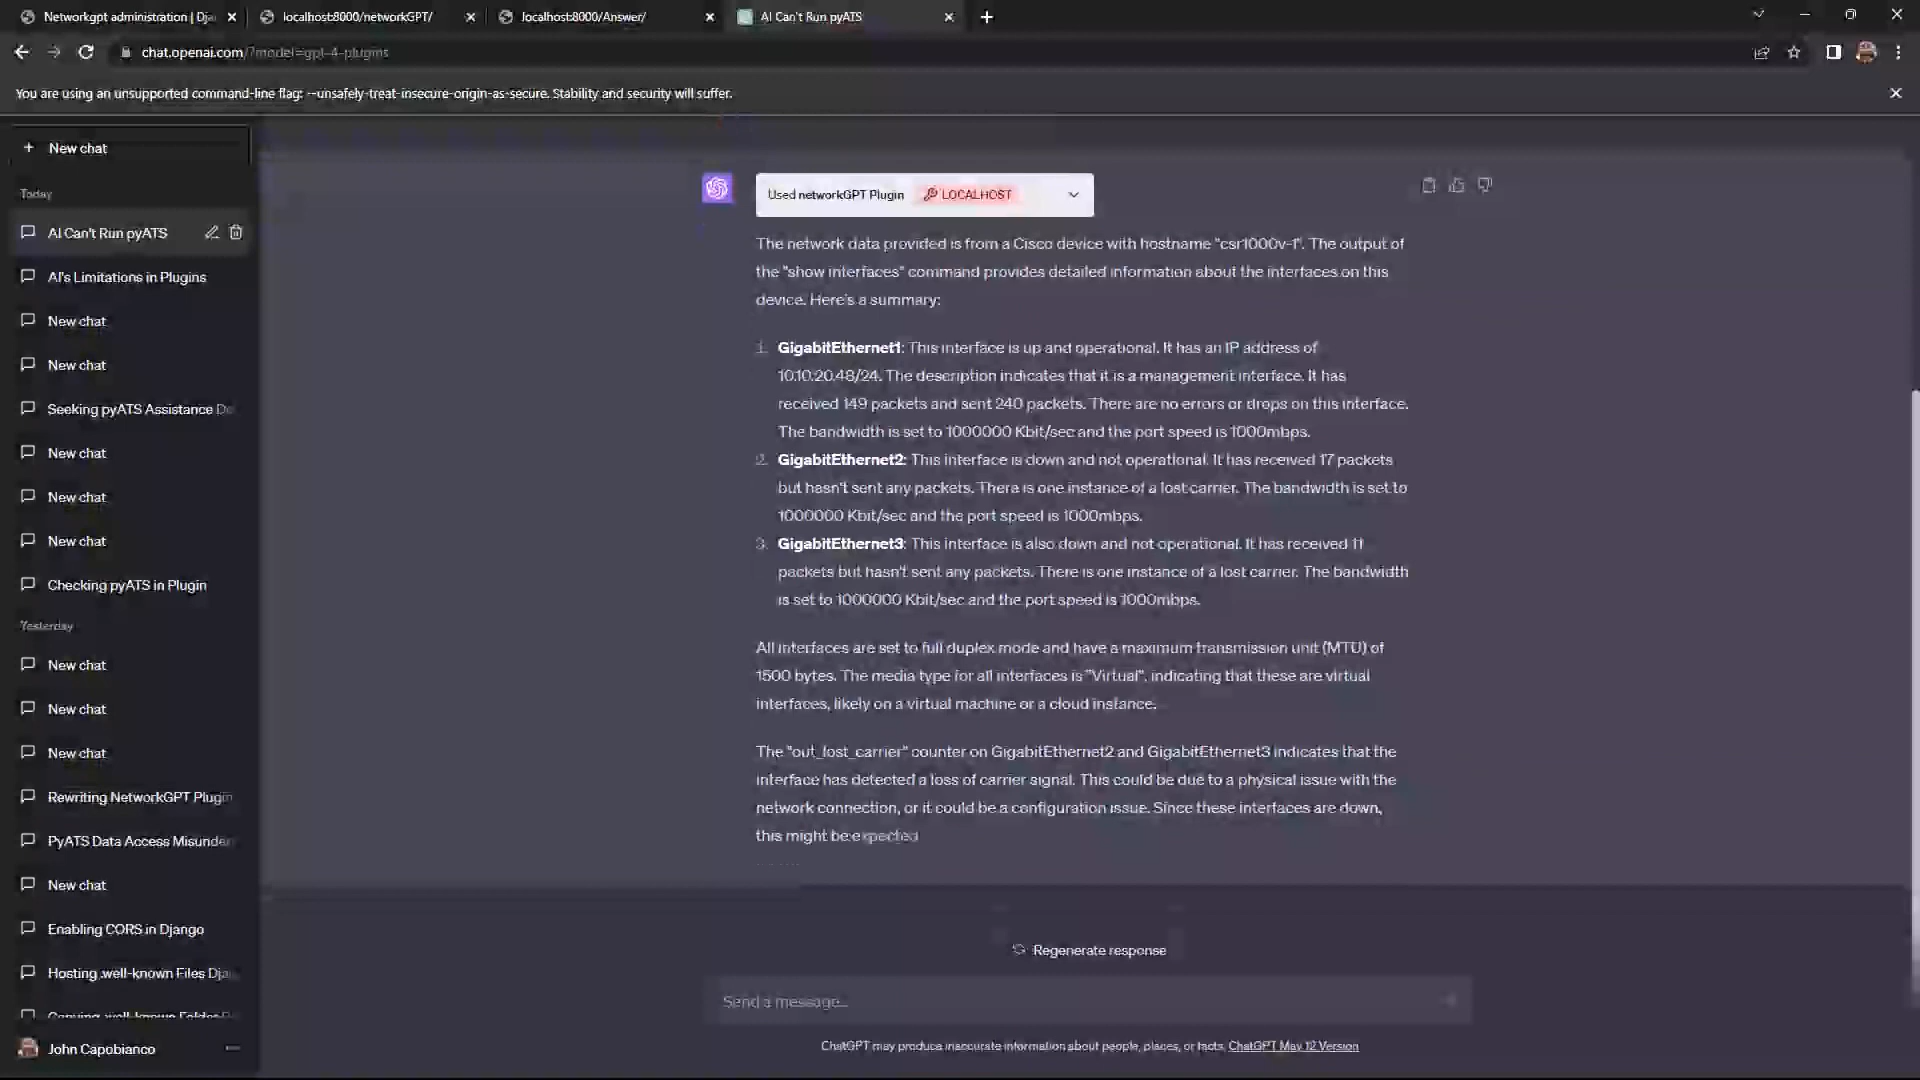 Networkgpt administration | Dja
localhost:8000/networkGPT/
localhost:8000/Answer/
AI Can't Run pyATS
chat.openai.com/?model=gpt-4-plugins
You are using an unsupported command-line flag: --unsafely-treat-insecure-origin-as-secure. Stability and security will suffer.
+ New chat
Today
AI Can't Run pyATS
AI's Limitations in Plugins
New chat
New chat
Seeking pyATS Assistance De
New chat
New chat
New chat
Checking pyATS in Plugin
Yesterday
New chat
New chat
New chat
Rewriting NetworkGPT Plugin
PyATS Data Access Misunder
New chat
Enabling CORS in Django
Hosting .well-known Files Dja
Copying .well-known Folder
John Capobianco
Used networkGPT Plugin LOCALHOST
The network data provided is from a Cisco device with hostname "csr1000v-1". The output of
the "show interfaces" command provides detailed information about the interfaces on this
device. Here's a summary:
1. GigabitEthernet1: This interface is up and operational. It has an IP address of
10.10.20.48/24. The description indicates that it is a management interface. It has
received 149 packets and sent 240 packets. There are no errors or drops on this interface.
The bandwidth is set to 1000000 Kbit/sec and the port speed is 1000mbps.
2. GigabitEthernet2: This interface is down and not operational. It has received 17 packets
but hasn't sent any packets. There is one instance of a lost carrier. The bandwidth is set to
1000000 Kbit/sec and the port speed is 1000mbps.
3. GigabitEthernet3: This interface is also down and not operational. It has received 11
packets but hasn't sent any packets. There is one instance of a lost carrier. The bandwidth
is set to 1000000 Kbit/sec and the port speed is 1000mbps.
All interfaces are set to full duplex mode and have a maximum transmission unit (MTU) of
1500 bytes. The media type for all interfaces is "Virtual", indicating that these are virtual
interfaces, likely on a virtual machine or a cloud instance.
The "out_lost_carrier" counter on GigabitEthernet2 and GigabitEthernet3 indicates that the
interface has detected a loss of carrier signal. This could be due to a physical issue with the
network connection, or it could be a configuration issue. Since these interfaces are down,
this might be expected
Regenerate response
Send a message...
ChatGPT may produce inaccurate information about people, places, or facts. ChatGPT May 12 Version